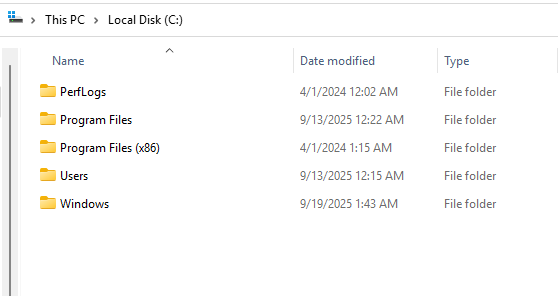 This PC > Local Disk (C:)
Name Date modified Type
PerfLogs 4/1/2024 12:02 AM File folder
Program Files 9/13/2025 12:22 AM File folder
Program Files (x86) 4/1/2024 1:15 AM File folder
Users 9/13/2025 12:15 AM File folder
Windows 9/19/2025 1:43 AM File folder